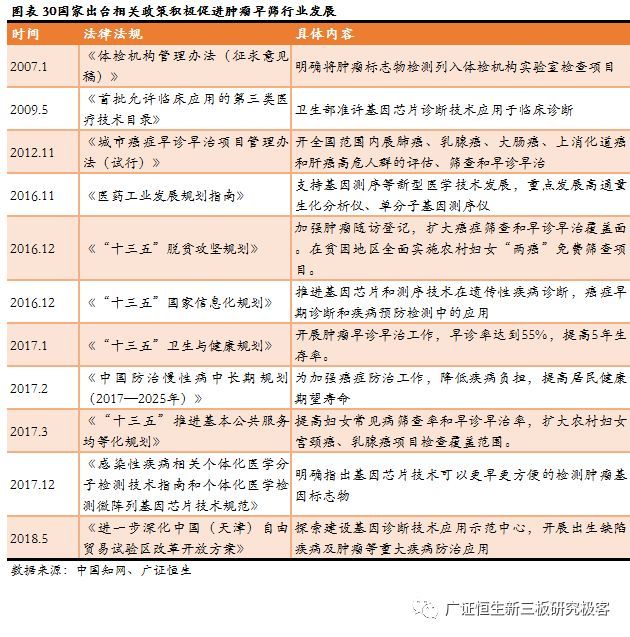 图表 30国家出台相关政策积极促进肿瘤早筛行业发展
时间 法律法规 具体内容
2007.1 《体检机构管理办法（征求意见
稿）》 明确将肿瘤标志物检测列入体检机构实验室检查项目
2009.5 《首批允许临床应用的第三类医
疗技术目录》 卫生部准许基因芯片诊断技术应用于临床诊断
2012.11 《城市癌症早诊早治项目管理办
法（试行》 开全国范围内展肺癌、乳腺癌、大肠癌、上消化道癌
和肝癌高危人群的评估、筛查和早诊早治
2016.11 《医药工业发展规划指南》 支持基因测序等新型医学技术发展，重点发展高通量
生化分析仪、单分子基因测序仪
2016.12 《“十三五”脱贫攻坚规划》 加强肿瘤随访登记，扩大癌症筛查和早诊早治覆盖面
。在贫困地区全面实施农村妇女“两癌”免费筛查项
目。
2016.12 《“十三五”国家信息化规划》 推进基因芯片和测序技术在遗传性疾病诊断，癌症早
期诊断和疾病预防检测中的应用
2017.1 《“十三五”卫生与健康规划》 开展肿瘤早诊早治工作，早诊率达到55%，提高5年生
存率。
2017.2 《中国防治慢性病中长期规划
（2017—2025年）》 为加强癌症防治工作，降低疾病负担，提高居民健康
期望寿命
2017.3 《“十三五”推进基本公共服务
均等化规划》 提高妇女常见病筛查率和早诊早治率，扩大农村妇女
宫颈癌、乳腺癌项目检查覆盖范围。
2017.12 《感染性疾病相关个体化医学分
子检测技术指南和个体化医学检
测微阵列基因芯片技术规范》 明确指出基因芯片技术可以更早更方便的检测肿瘤基
因标志物
2018.5 《进一步深化中国（天津）自由
贸易试验区改革开放方案》 探索建设基因诊断技术应用示范中心，开展出生缺陷
疾病及肿瘤等重大疾病防治应用
数据来源：中国知网、广证恒生
广证恒生新三板研究极客